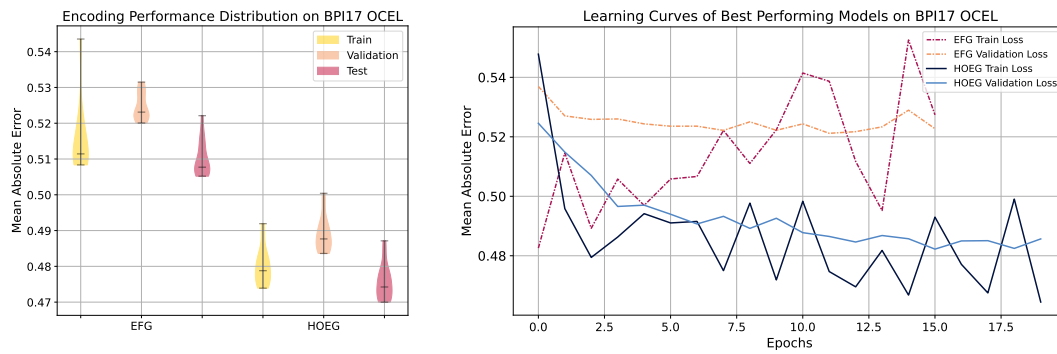 Encoding Performance Distribution on BPI17 OCEL
Mean Absolute Error
0.54
0.53
0.52
0.51
0.50
0.49
0.48
0.47
Train
Validation
Test
EFG
HOEG
Learning Curves of Best Performing Models on BPI17 OCEL
Mean Absolute Error
0.54
0.52
0.50
0.48
EFG Train Loss
EFG Validation Loss
HOEG Train Loss
HOEG Validation Loss
0.0
2.5
5.0
7.5
10.0
12.5
15.0
17.5
Epochs